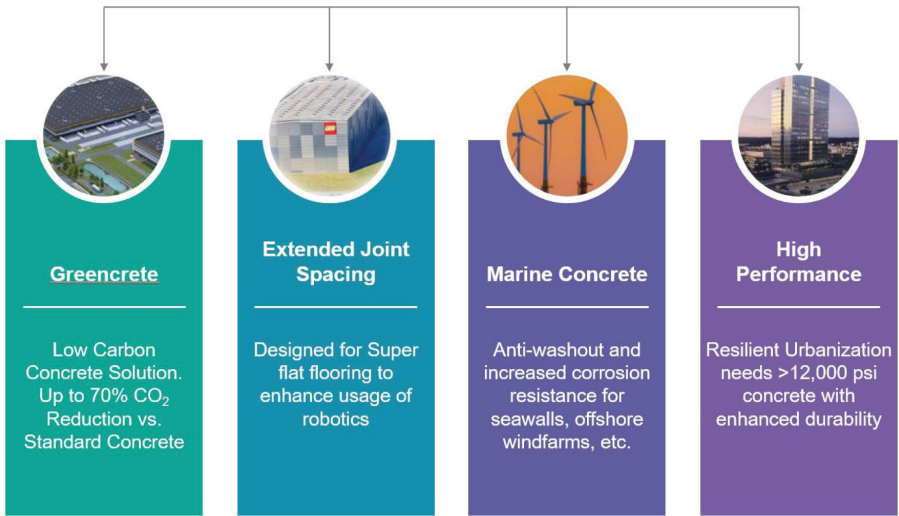 Greencrete
Low Carbon
Concrete Solution.
Up to 70% CO₂
Reduction vs.
Standard Concrete
Extended Joint
Spacing
Designed for Super
flat flooring to
enhance usage of
robotics
Marine Concrete
Anti-washout and
increased corrosion
resistance for
seawalls, offshore
windfarms, etc.
High
Performance
Resilient Urbanization
needs >12,000 psi
concrete with
enhanced durability